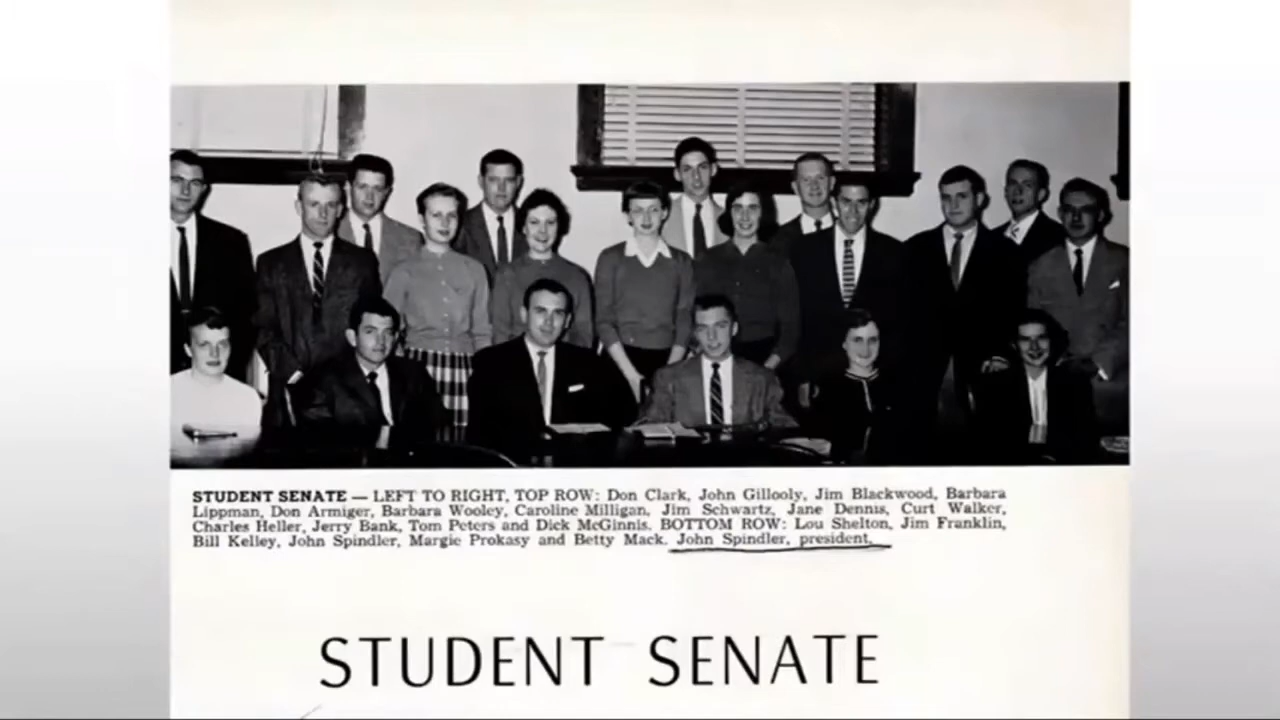 STUDENT SENATE — LEFT TO RIGHT, TOP ROW: Don Clark, John Gillooly, Jim Blackwood, Barbara
Lippman, Don Armiger, Barbara Wooley, Caroline Milligan, Jim Schwartz, Jane Dennis, Curt Walker,
Charles Heller, Jerry Bank, Tom Peters and Dick McGinnis. BOTTOM ROW: Lou Shelton, Jim Franklin,
Bill Kelley, John Spindler, Margie Prokasy and Betty Mack. John Spindler, president.
STUDENT SENATE